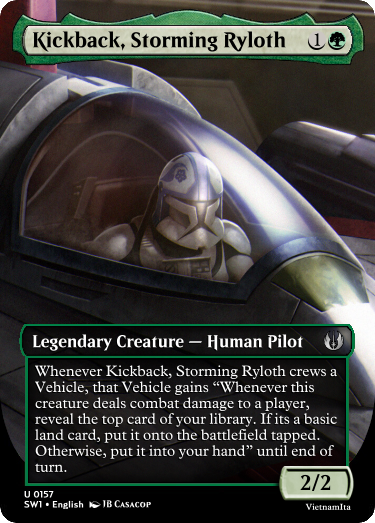 Kickback, Storming Ryloth 1
Legendary Creature — Human Pilot
Whenever Kickback, Storming Ryloth crews a
Vehicle, that Vehicle gains “Whenever this
creature deals combat damage to a player,
reveal the top card of your library. If its a basic
land card, put it onto the battlefield tapped.
Otherwise, put it into your hand” until end of
turn.
2/2
U 0157
SW1 • English JB Casacop
VietnamIta